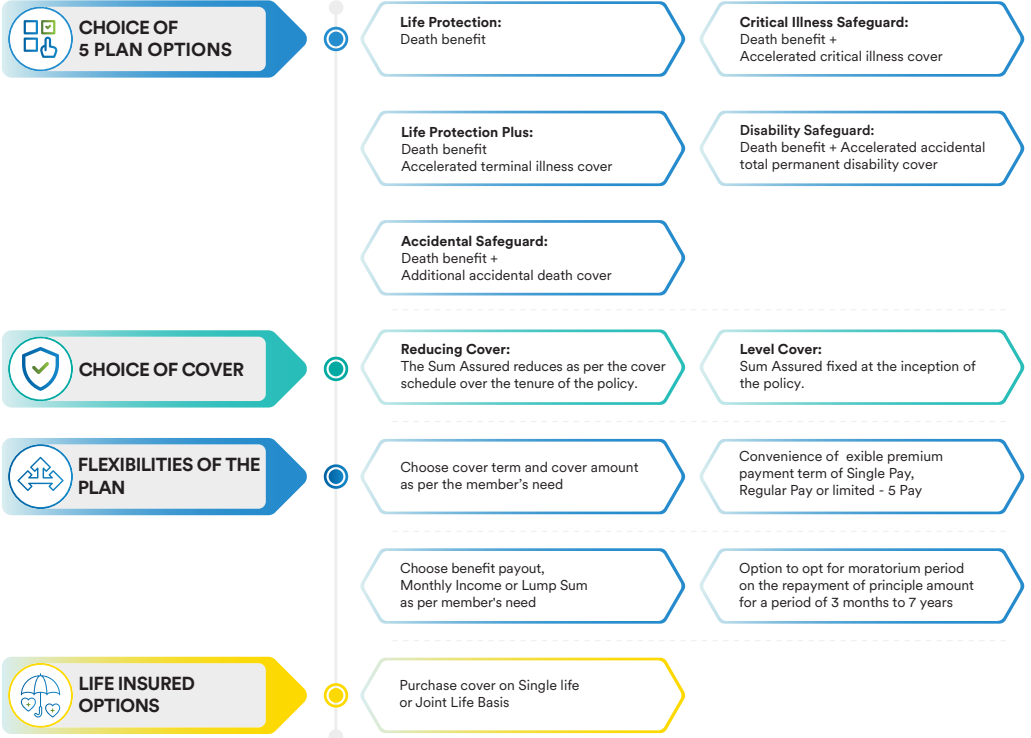 CHOICE OF
5 PLAN OPTIONS
Life Protection:
Death benefit
Critical Illness Safeguard:
Death benefit +
Accelerated critical illness cover
Life Protection Plus:
Death benefit
Accelerated terminal illness cover
Disability Safeguard:
Death benefit + Accelerated accidental
total permanent disability cover
Accidental Safeguard:
Death benefit +
Additional accidental death cover
CHOICE OF COVER
Reducing Cover:
The Sum Assured reduces as per the cover
schedule over the tenure of the policy.
Level Cover:
Sum Assured fixed at the inception of
the policy.
FLEXIBILITIES OF THE
PLAN
Choose cover term and cover amount
as per the member's need
Convenience of exible premium
payment term of Single Pay,
Regular Pay or limited - 5 Pay
Choose benefit payout,
Monthly Income or Lump Sum
as per member's need
Option to opt for moratorium period
on the repayment of principle amount
for a period of 3 months to 7 years
LIFE INSURED
OPTIONS
Purchase cover on Single life
or Joint Life Basis